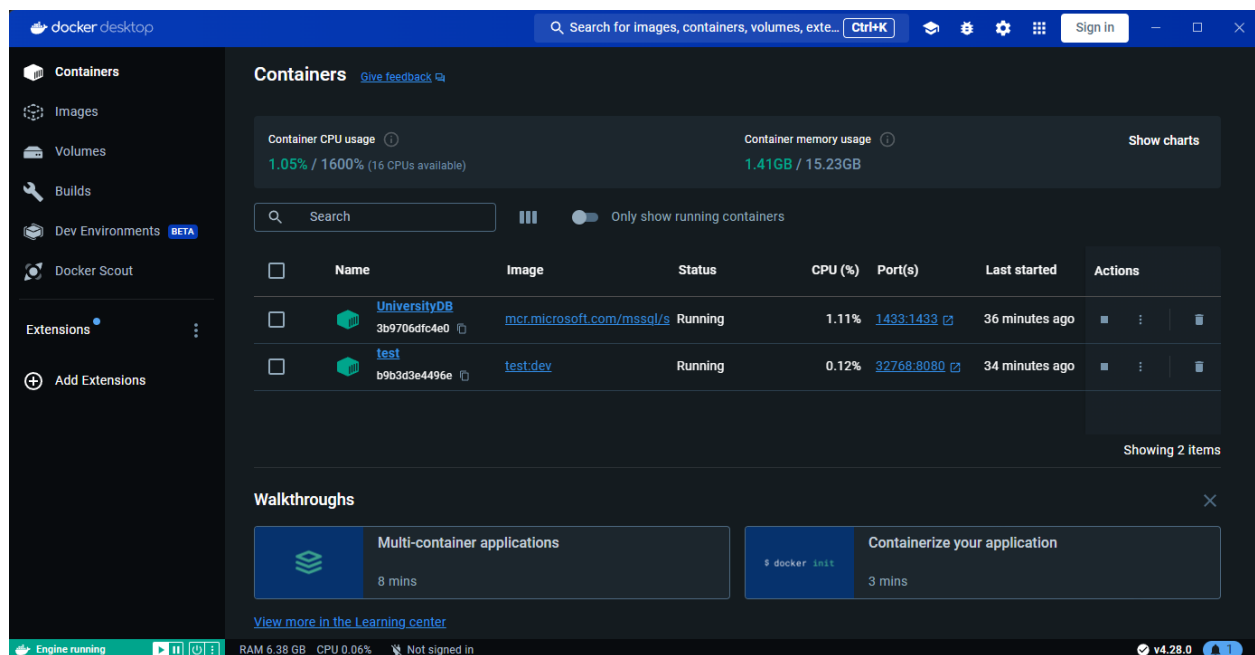 docker desktop
Search for images, containers, volumes, exte... Ctrl+K
Sign in
Containers
Images
Volumes
Builds
Dev Environments BETA
Docker Scout
Extensions
Add Extensions
Containers Give feedback
Container CPU usage
1.05% / 1600% (16 CPUs available)
Container memory usage
1.41GB / 15.23GB
Show charts
Search
Only show running containers
Name Image Status CPU (%) Port(s) Last started Actions
UniversityDB
3b9706dfc4e0
mcr.microsoft.com/mssql/s Running 1.11% 1433:1433 36 minutes ago
test
b9b3d3e4496e
test:dev Running 0.12% 32768:8080 34 minutes ago
Showing 2 items
Walkthroughs
Multi-container applications
8 mins
$ docker init
Containerize your application
3 mins
View more in the Learning center
Engine running
RAM 6.38 GB CPU 0.06% Not signed in
v4.28.0 1